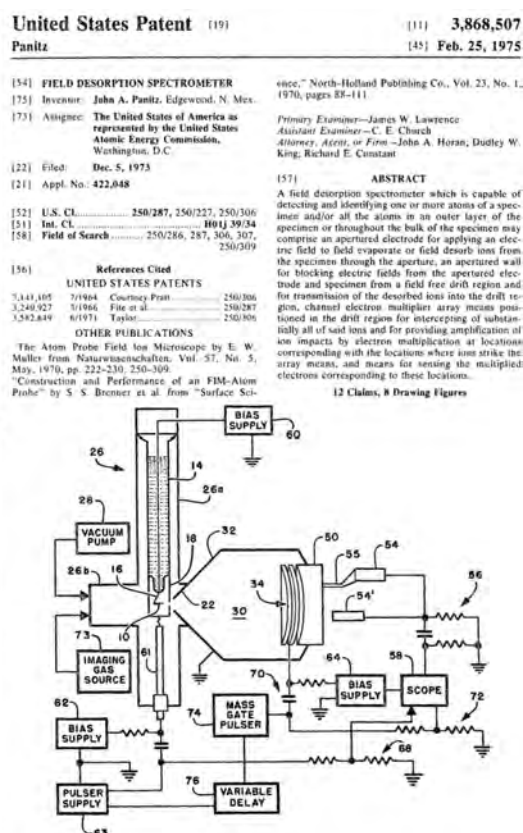 United States Patent [19]
[11] 3,868,507
Panitz
[45] Feb. 25, 1975
[54] FIELD DESORPTION SPECTROMETER
[75] Inventor: John A. Panitz, Edgewood, N. Mex.
[73] Assignee: The United States of America as
represented by the United States
Atomic Energy Commission,
Washington, D.C.
[22] Filed: Dec. 5, 1973
[21] Appl. No.: 422,048
[52] U.S. Cl. 250/287, 250/227, 250/306
[51] Int. Cl. H01j 39/34
[58] Field of Search 250/286, 287, 306, 307,
250/309
[56] References Cited
UNITED STATES PATENTS
3,141,105 7/1964 Courtney-Pratt 250/306
3,240,927 7/1966 Fite et al. 250/287
3,582,649 6/1971 Taylor 250/306
OTHER PUBLICATIONS
The Atom Probe Field Ion Microscope by E. W.
Muller from Naturwissenschaften, Vol. 57, No. 5,
May, 1970, pp. 222-230, 250-309.
"Construction and Performance of an FIM-Atom
Probe" by S. S. Brenner et al. from "Surface Sci-
ence," North-Holland Publishing Co., Vol. 23, No. 1,
1970, pages 88-111
Primary Examiner—James W. Lawrence
Assistant Examiner—C. E. Church
Attorney, Agent, or Firm—John A. Horan; Dudley W.
King; Richard E. Constant
[57] ABSTRACT
A field desorption spectrometer which is capable of
detecting and identifying one or more atoms of a spec-
imen and/or all the atoms in an outer layer of the
specimen or throughout the bulk of the specimen may
comprise an apertured electrode for applying an elec-
tric field to field evaporate or field desorb ions from
the specimen through the aperture, an apertured wall
for blocking electric fields from the apertured elec-
trode and specimen from a field free drift region and
for transmission of the desorbed ions into the drift re-
gion, channel electron multiplier array means posi-
tioned in the drift region for intercepting of substan-
tially all of said ions and for providing amplification of
ion impacts by electron multiplication at locations
corresponding with the locations where ions strike the
array means, and means for sensing the multiplied
electrons corresponding to these locations.
12 Claims, 8 Drawing Figures
BIAS
SUPPLY
60
26
14
26a
28
VACUUM
PUMP
32
50
18
55
54
26b
16
34
56
22
54'
30
10
73
61
64
58
IMAGING
GAS
SOURCE
70
BIAS
SUPPLY
SCOPE
62
74
MASS
GATE
PULSER
72
BIAS
SUPPLY
68
76
PULSER
SUPPLY
VARIABLE
DELAY
63